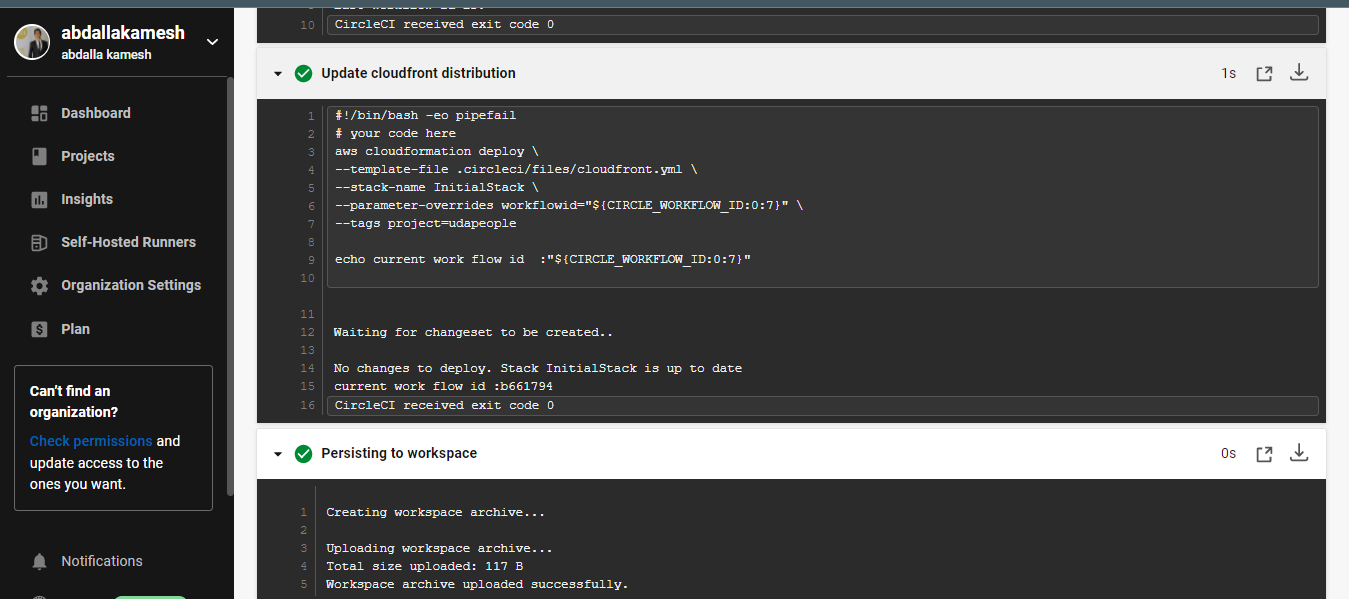 abdallakamesh
abdalla kamesh
Dashboard
Projects
Insights
Self-Hosted Runners
Organization Settings
Plan
Can't find an
organization?
Check permissions and
update access to the
ones you want.
Notifications
10 CircleCI received exit code 0
Update cloudfront distribution 1s
1 #!/bin/bash -eo pipefail
2 # your code here
3 aws cloudformation deploy \
4 --template-file .circleci/files/cloudfront.yml \
5 --stack-name InitialStack \
6 --parameter-overrides workflowid="${CIRCLE_WORKFLOW_ID:0:7}" \
7 --tags project=udapeople
8
9 echo current work flow id  :"${CIRCLE_WORKFLOW_ID:0:7}"
10
11
12 Waiting for changeset to be created..
13
14 No changes to deploy. Stack InitialStack is up to date
15 current work flow id :b661794
16 CircleCI received exit code 0
Persisting to workspace 0s
1 Creating workspace archive...
2
3 Uploading workspace archive...
4 Total size uploaded: 117 B
5 Workspace archive uploaded successfully.